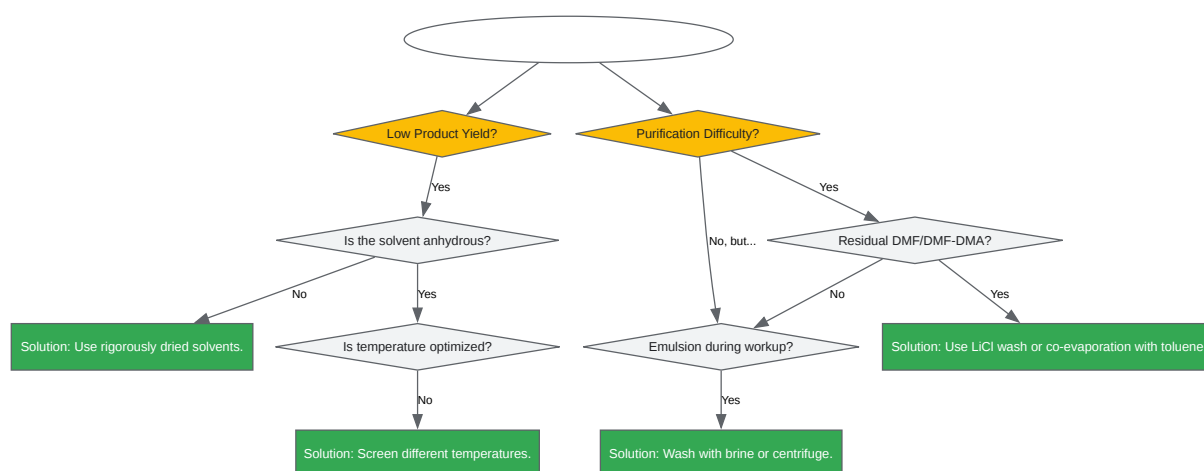 Low Product Yield?
Purification Difficulty?
Yes
Yes
Is the solvent anhydrous?
No, but...
Residual DMF/DMF-DMA?
No
Yes
No
Yes
Solution: Use rigorously dried solvents.
Is temperature optimized?
Emulsion during workup?
Solution: Use LiCl wash or co-evaporation with toluene
No
Yes
Solution: Screen different temperatures.
Solution: Wash with brine or centrifuge.